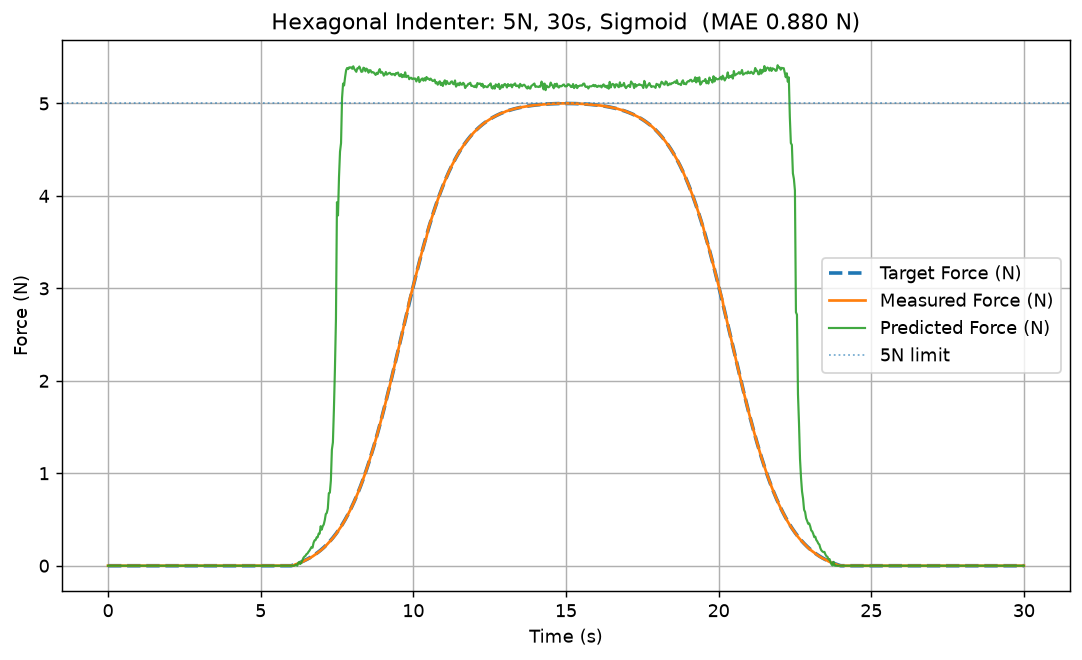 Hexagonal Indenter: 5N, 30s, Sigmoid (MAE 0.880 N)
Force (N)
5
4
3
2
1
0
Target Force (N)
Measured Force (N)
Predicted Force (N)
5N limit
0 5 10 15 20 25 30
Time (s)